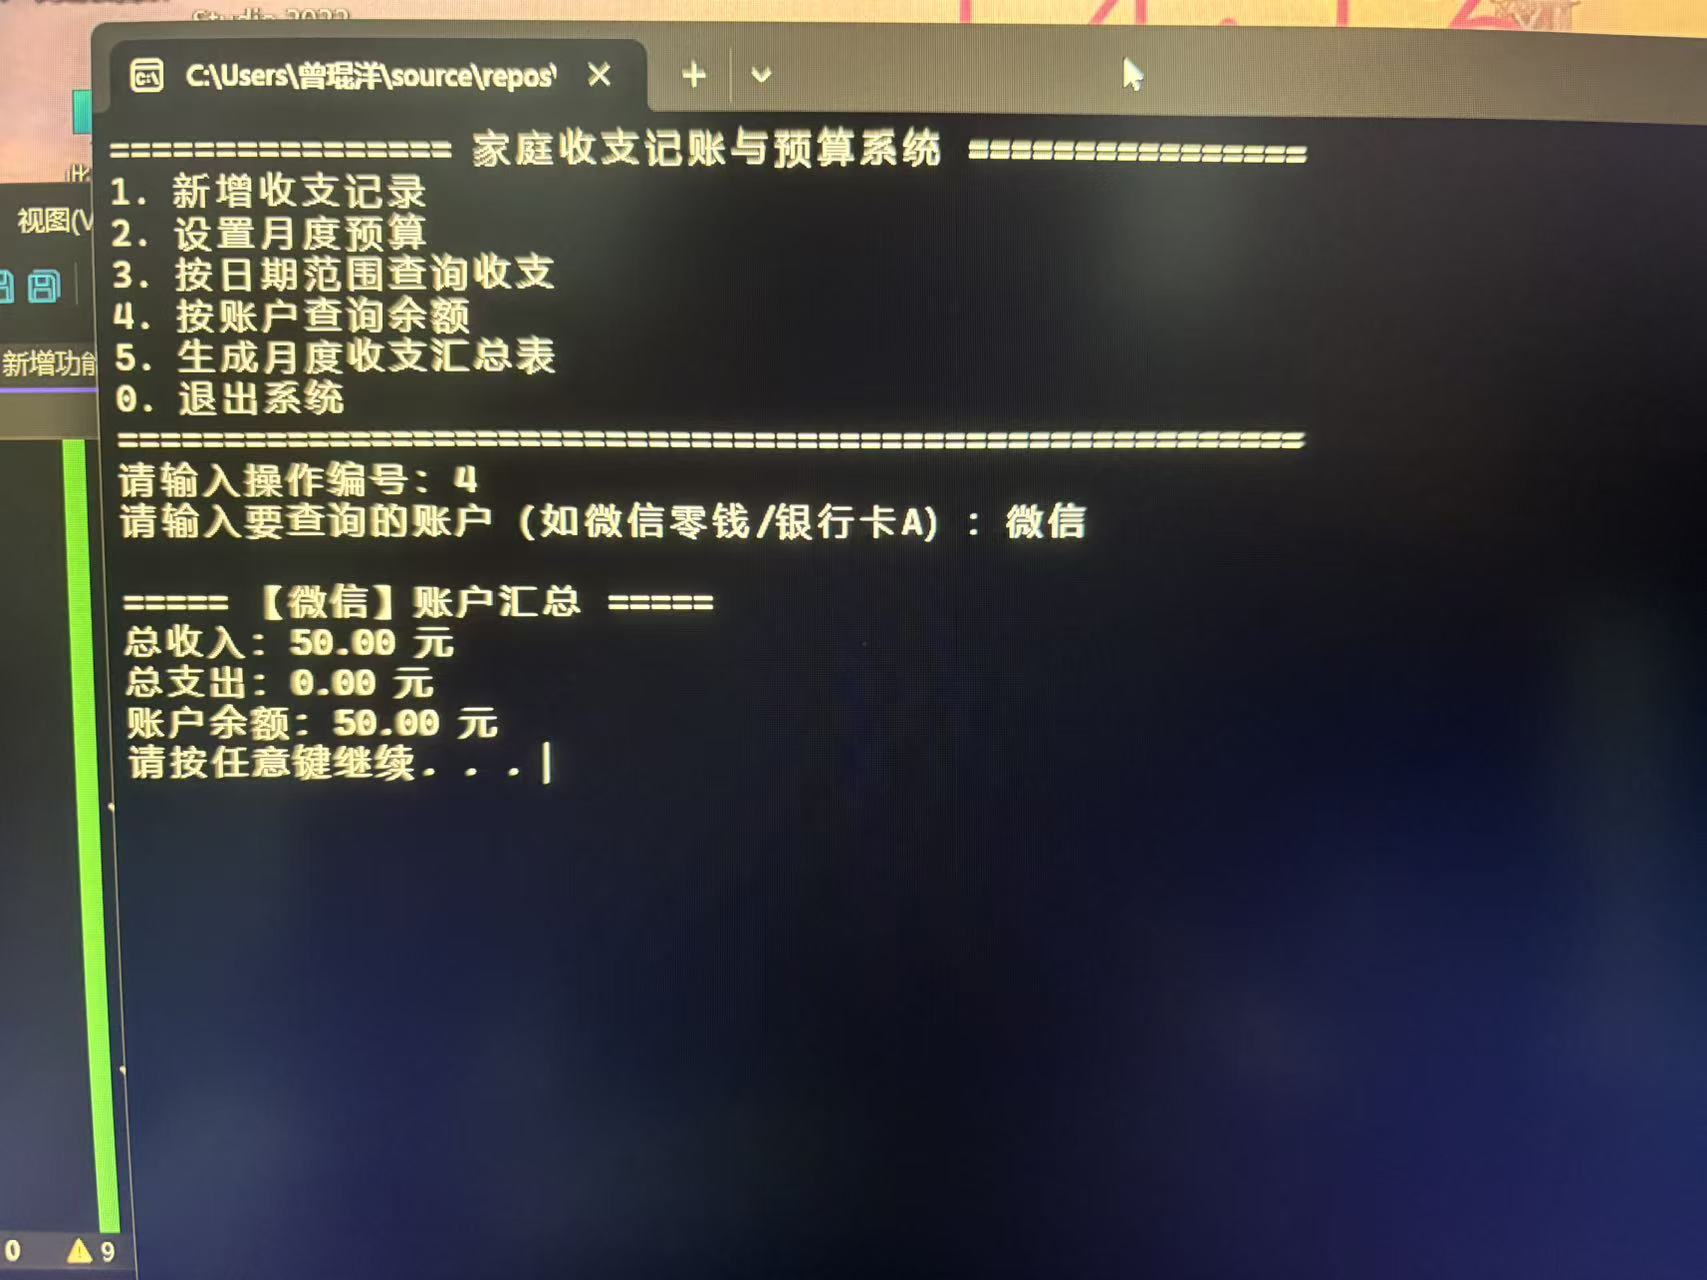 Studio 2022
C:\Users\曾琨洋\source\repos\
================ 家庭收支记账与预算系统 ================
1. 新增收支记录
2. 设置月度预算
3. 按日期范围查询收支
4. 按账户查询余额
5. 生成月度收支汇总表
0. 退出系统
========================================================
请输入操作编号: 4
请输入要查询的账户 (如微信零钱/银行卡A) : 微信
===== 【微信】账户汇总 =====
总收入: 50.00 元
总支出: 0.00 元
账户余额: 50.00 元
请按任意键继续. . .
此
视图(V
新增功能
0
9